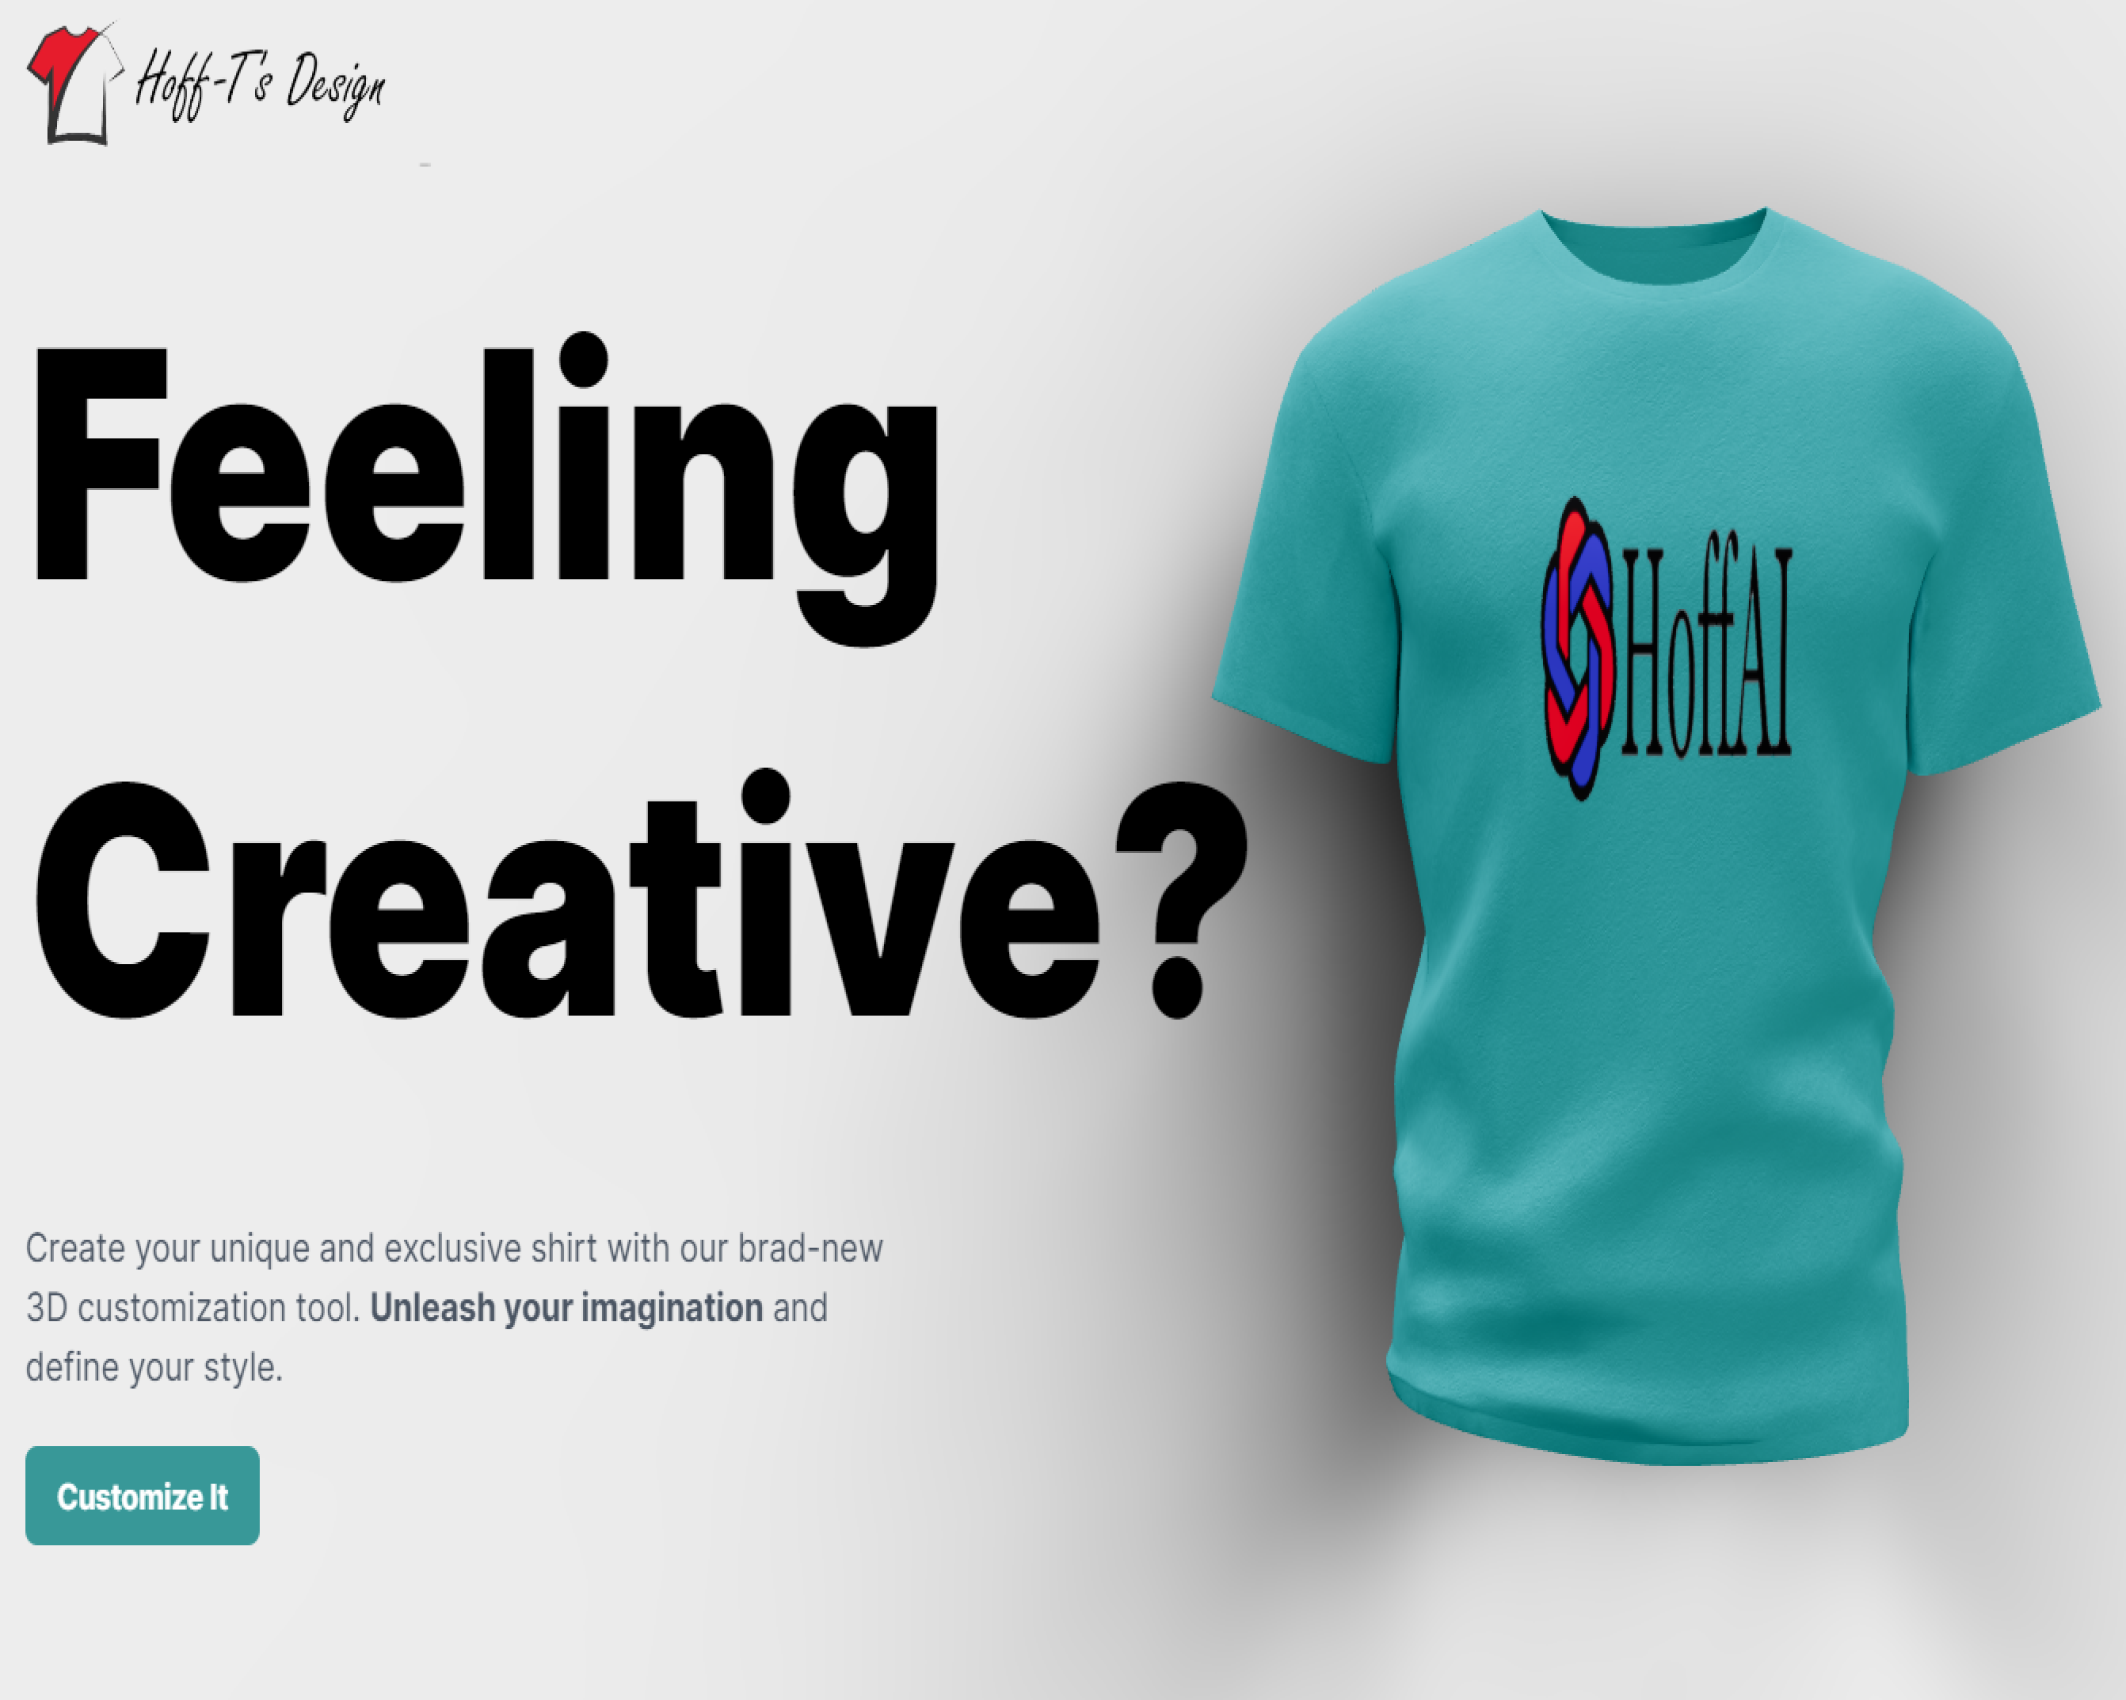 Hoff-T's Design
Feeling
Creative?
HoffAI
Create your unique and exclusive shirt with our brad-new
3D customization tool. Unleash your imagination and
define your style.
Customize It